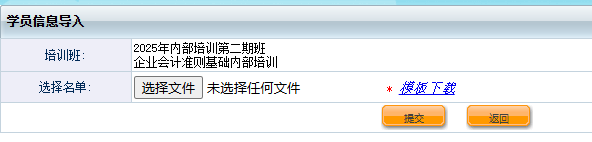 学员信息导入
培训班: 2025年内部培训第二期班
企业会计准则基础内部培训
选择名单: 选择文件 未选择任何文件 * 模板下载
提交 返回